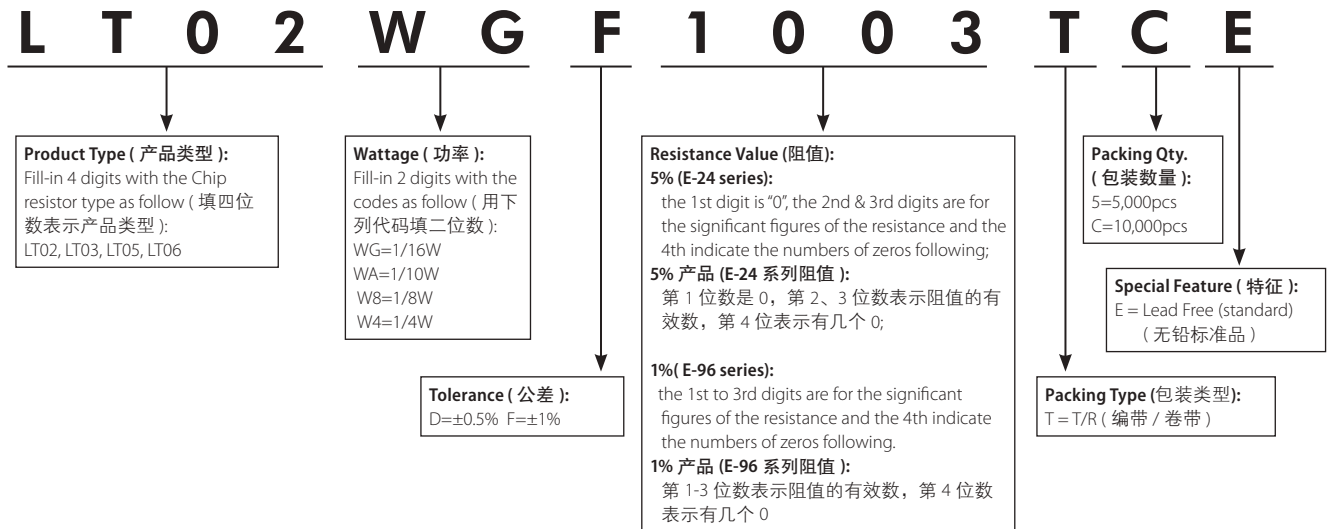 L T 0 2 W G F 1 0 0 3 T C E
Product Type ( 产品类型 ):
Fill-in 4 digits with the Chip
resistor type as follow ( 填四位
数表示产品类型 ):
LT02, LT03, LT05, LT06
Wattage ( 功率 ):
Fill-in 2 digits with the
codes as follow ( 用下
列代码填二位数 ):
WG=1/16W
WA=1/10W
W8=1/8W
W4=1/4W
Tolerance ( 公差 ):
D=±0.5% F=±1%
Resistance Value (阻值):
5% (E-24 series):
the 1st digit is “0”, the 2nd & 3rd digits are for
the significant figures of the resistance and the
4th indicate the numbers of zeros following;
5% 产品 (E-24 系列阻值 ):
第 1 位数是 0，第 2、3 位数表示阻值的有
效数，第 4 位表示有几个 0;
1%( E-96 series):
the 1st to 3rd digits are for the significant
figures of the resistance and the 4th indicate
the numbers of zeros following.
1% 产品 (E-96 系列阻值 ):
第 1-3 位数表示阻值的有效数，第 4 位数
表示有几个 0
Packing Qty.
( 包装数量 ):
5=5,000pcs
C=10,000pcs
Special Feature ( 特征 ):
E = Lead Free (standard)
( 无铅标准品 )
Packing Type (包装类型):
T = T/R ( 编带 / 卷带 )